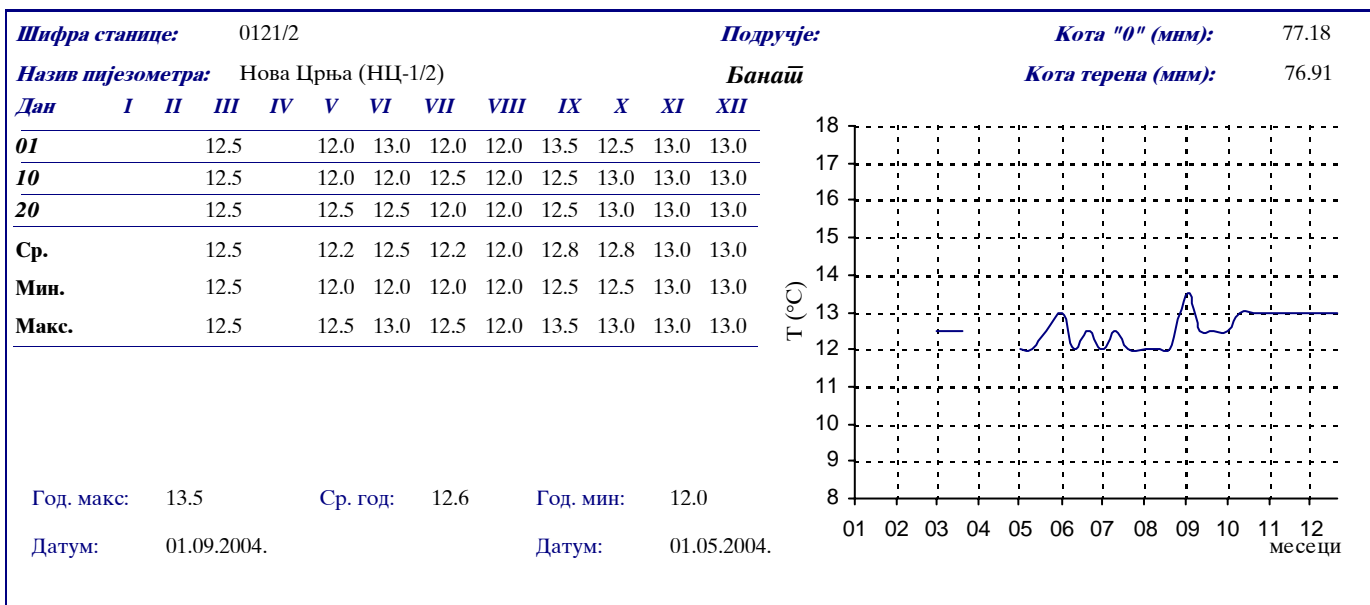 Шифра станице: 0121/2 Подручје: Кота "0" (мнм): 77.18
Назив пијезометра: Нова Црња (НЦ-1/2) Банат Кота терена (мнм): 76.91
Дан I II III IV V VI VII VIII IX X XI XII
01 12.5 12.0 13.0 12.0 12.0 13.5 12.5 13.0 13.0
10 12.5 12.0 12.0 12.5 12.0 12.5 13.0 13.0 13.0
20 12.5 12.5 12.5 12.0 12.0 12.5 13.0 13.0 13.0
Ср. 12.5 12.2 12.5 12.2 12.0 12.8 12.8 13.0 13.0
Мин. 12.5 12.0 12.0 12.0 12.0 12.5 12.5 13.0 13.0
Макс. 12.5 12.5 13.0 12.5 12.0 13.5 13.0 13.0 13.0
Год. макс: 13.5 Ср. год: 12.6 Год. мин: 12.0
Датум: 01.09.2004. Датум: 01.05.2004.
T (°C)
18
17
16
15
14
13
12
11
10
9
8
01 02 03 04 05 06 07 08 09 10 11 12
месеци